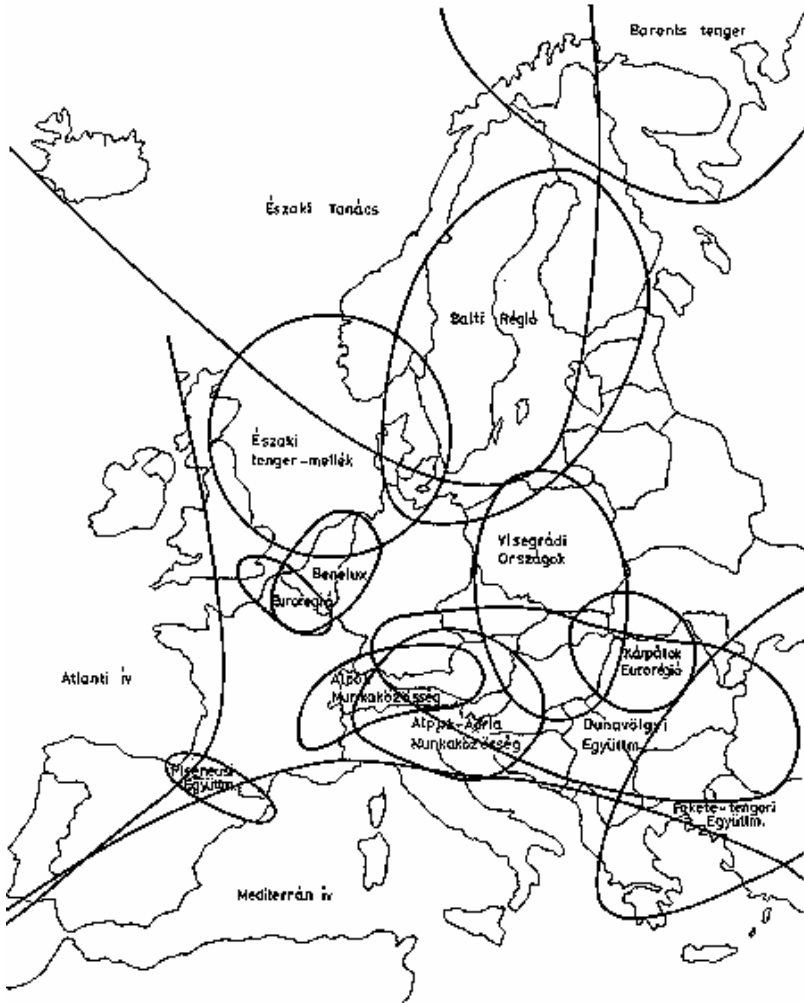 Barents tenger
Északi Tanács
Balti Régió
Északi
tenger-mellék
Visegrádi
Országok
Benelux
Euroregió
Kárpátok
Eurorégió
Atlanti ív
Alpok
Munkaközösség
Alpok-Adria
Munkaközösség
Dunavölgyi
Együttm.
Pireneusi
Együttm.
Fekete-tengeri
Együttm.
Mediterrán ív